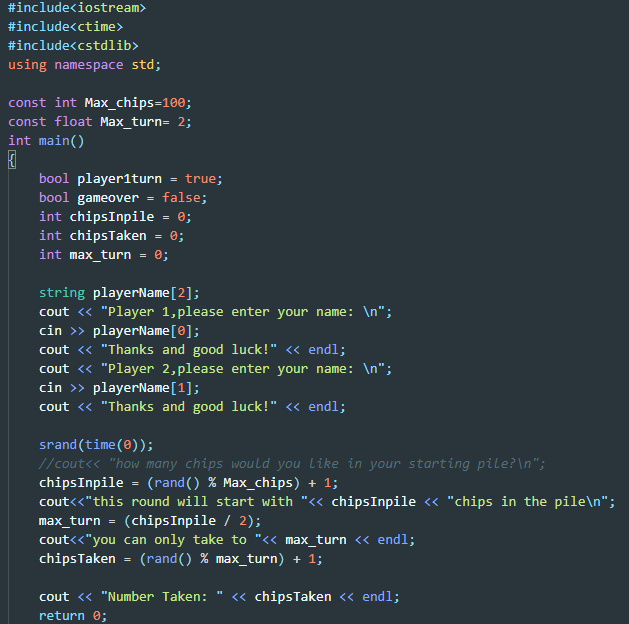 #include<iostream>
#include<ctime>
#include<cstdlib>
using namespace std;
const int Max_chips=100;
const float Max_turn= 2;
int main()
{
bool player1turn = true;
bool gameover = false;
int chipsInpile = 0;
int chipsTaken = 0;
int max_turn = 0;
string playerName[2];
cout << "Player 1,please enter your name: \n";
cin >> playerName[0];
cout << "Thanks and good luck!" << endl;
cout << "Player 2,please enter your name: \n";
cin >> playerName[1];
cout << "Thanks and good luck!" << endl;
srand(time(0));
//cout<< "how many chips would you like in your starting pile?\n";
chipsInpile = (rand() % Max_chips) + 1;
cout<<"this round will start with "<< chipsInpile << "chips in the pile\n";
max_turn = (chipsInpile / 2);
cout<<"you can only take to "<< max_turn << endl;
chipsTaken = (rand() % max_turn) + 1;
cout << "Number Taken: " << chipsTaken << endl;
return 0;